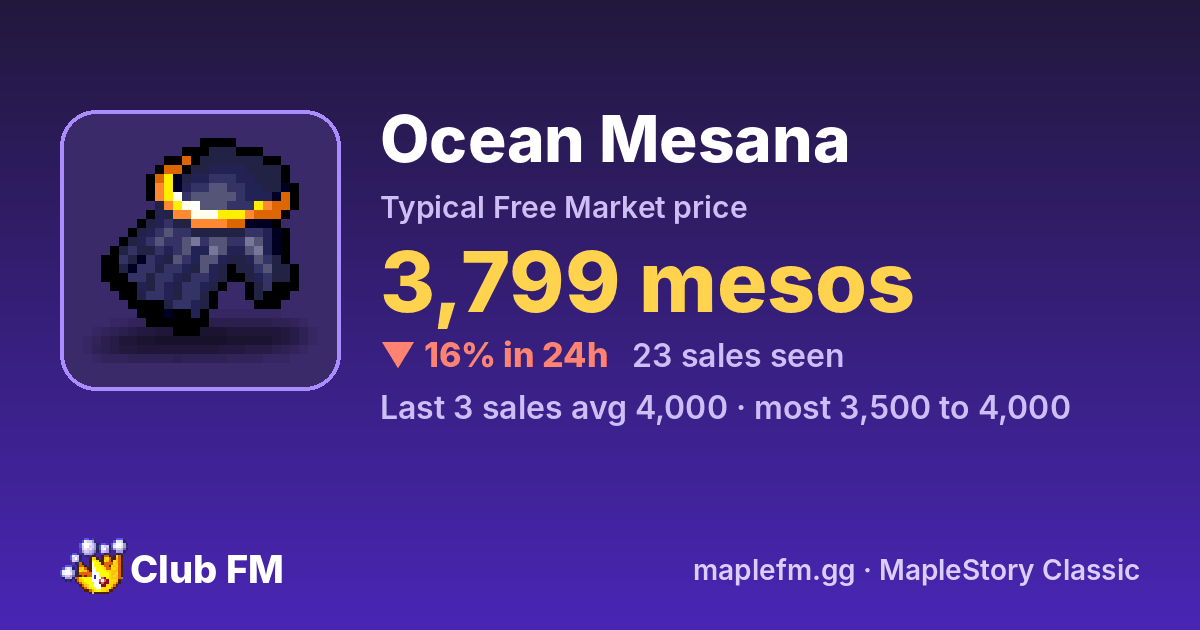 Ocean Mesana
Typical Free Market price
3,799 mesos
▼ 16% in 24h 23 sales seen
Last 3 sales avg 4,000 · most 3,500 to 4,000
Club FM
maplefm.gg · MapleStory Classic